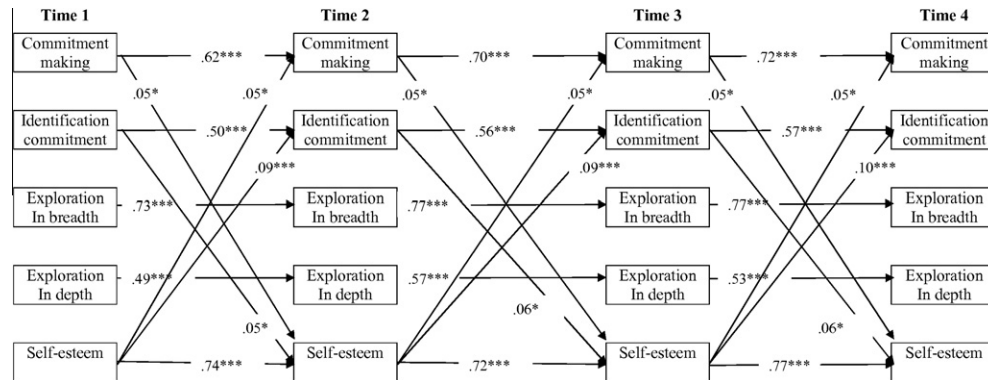 Time 1 Time 2 Time 3 Time 4
Commitment making
Commitment making
Commitment making
Commitment making
.62***
.70***
.72***
.05* .05* .05* .05* .05* .05*
Identification commitment
Identification commitment
Identification commitment
Identification commitment
.50***
.56***
.57***
.09*** .09*** .10***
Exploration In breadth
Exploration In breadth
Exploration In breadth
Exploration In breadth
.73***
.77***
.77***
Exploration In depth
Exploration In depth
Exploration In depth
Exploration In depth
.49***
.57***
.53***
.05* .06* .06*
Self-esteem
Self-esteem
Self-esteem
Self-esteem
.74***
.72***
.77***